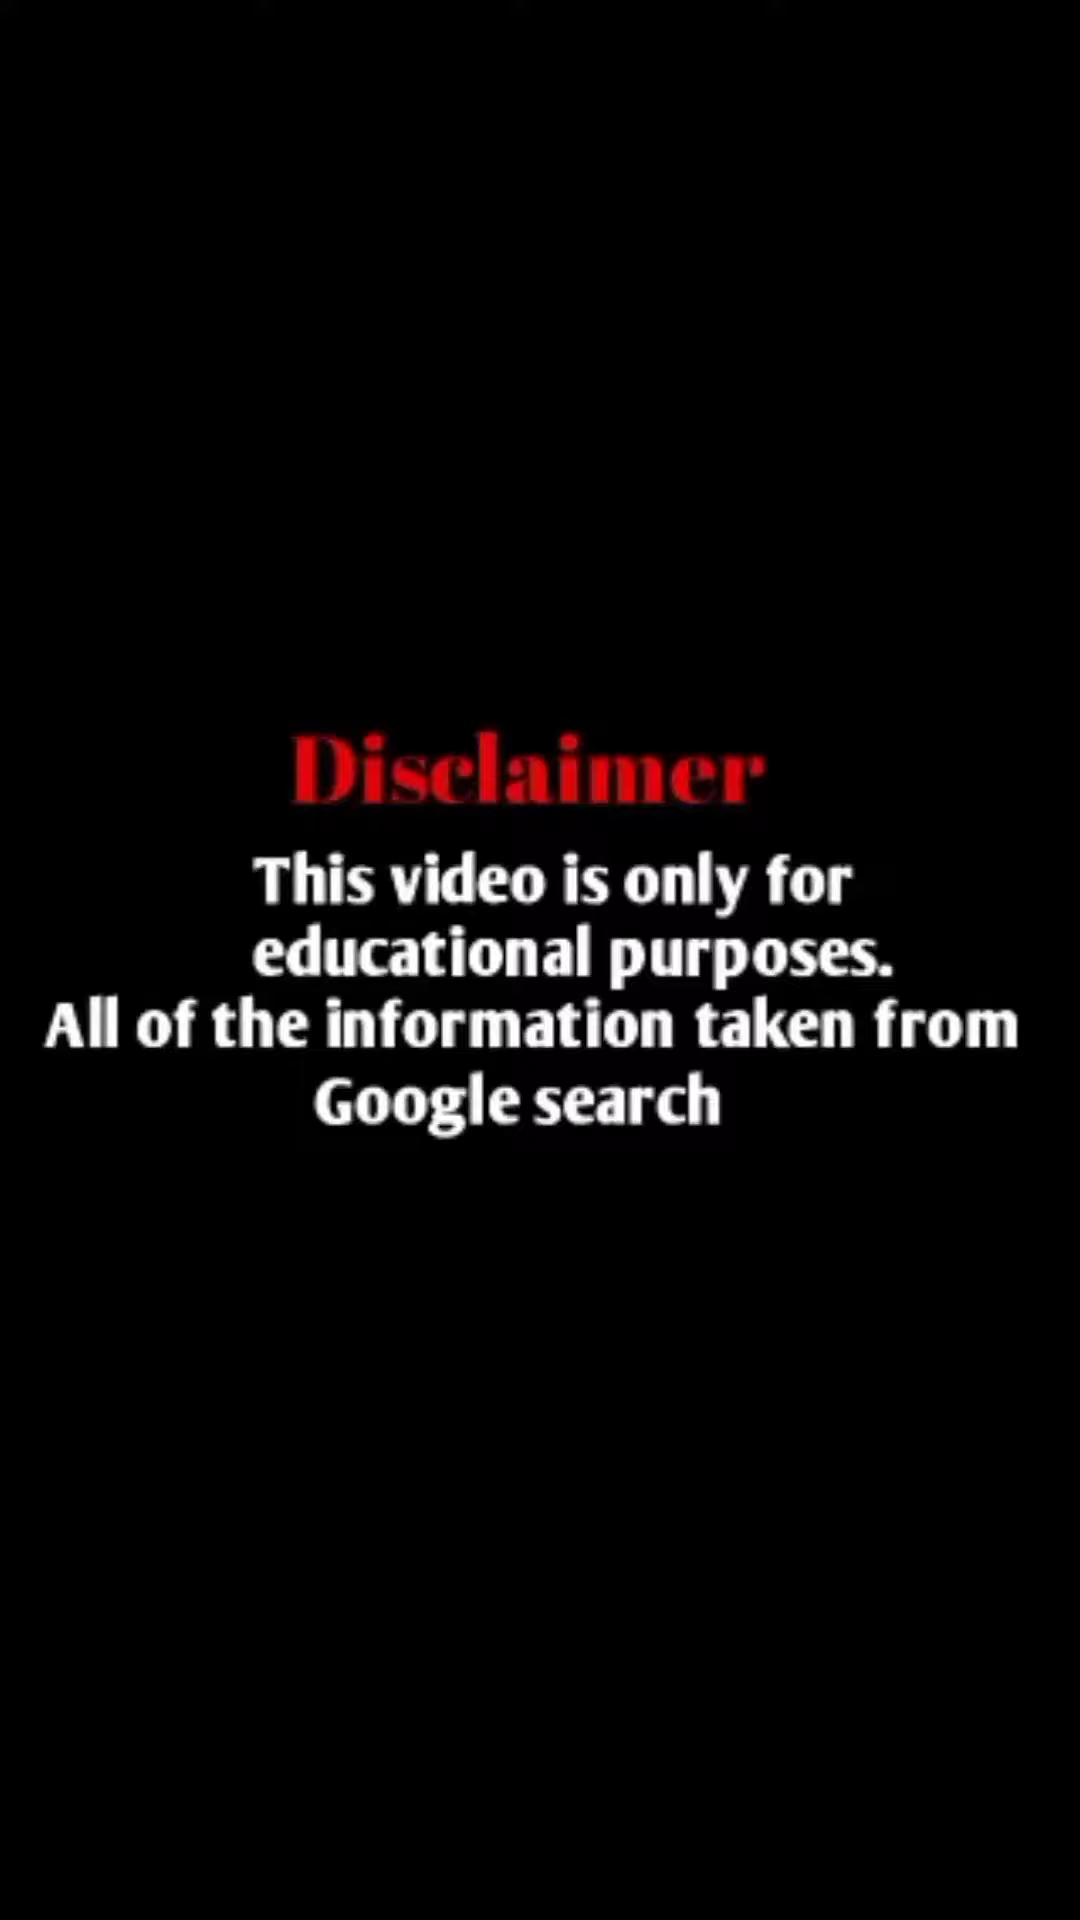 Disclaimer
This video is only for
educational purposes.
All of the information taken from
Google search